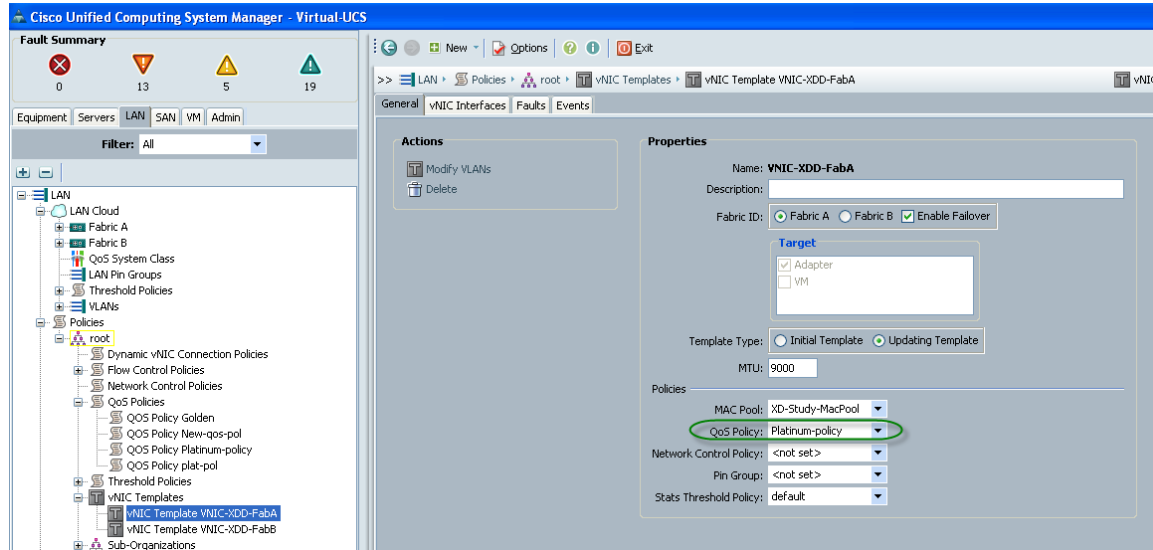 Cisco Unified Computing System Manager - Virtual-UCS
Fault Summary
0 13 5 19
Equipment Servers LAN SAN VM Admin
Filter: All
LAN
LAN Cloud
Fabric A
Fabric B
QoS System Class
LAN Pin Groups
Threshold Policies
VLANs
Policies
root
Dynamic vNIC Connection Policies
Flow Control Policies
Network Control Policies
QoS Policies
QOS Policy Golden
QOS Policy New-qos-pol
QOS Policy Platinum-policy
QOS Policy plat-pol
Threshold Policies
vNIC Templates
vNIC Template VNIC-XDD-FabA
vNIC Template VNIC-XDD-FabB
Sub-Organizations
New Options Exit
>> LAN Policies root vNIC Templates vNIC Template VNIC-XDD-FabA vNI
General vNIC Interfaces Faults Events
Actions
Modify VLANs
Delete
Properties
Name: VNIC-XDD-FabA
Description:
Fabric ID: Fabric A Fabric B Enable Failover
Target
Adapter
VM
Template Type: Initial Template Updating Template
MTU: 9000
Policies
MAC Pool: XD-Study-MacPool
QoS Policy: Platinum-policy
Network Control Policy: <not set>
Pin Group: <not set>
Stats Threshold Policy: default